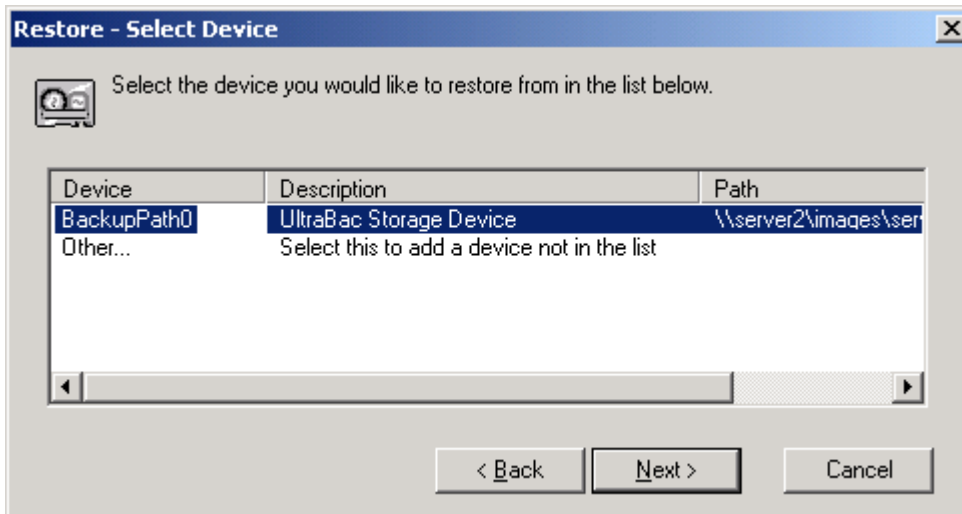 Restore - Select Device
Select the device you would like to restore from in the list below.
Device Description Path
BackupPath0 UltraBac Storage Device \\server2\images\ser
Other... Select this to add a device not in the list
< Back Next > Cancel